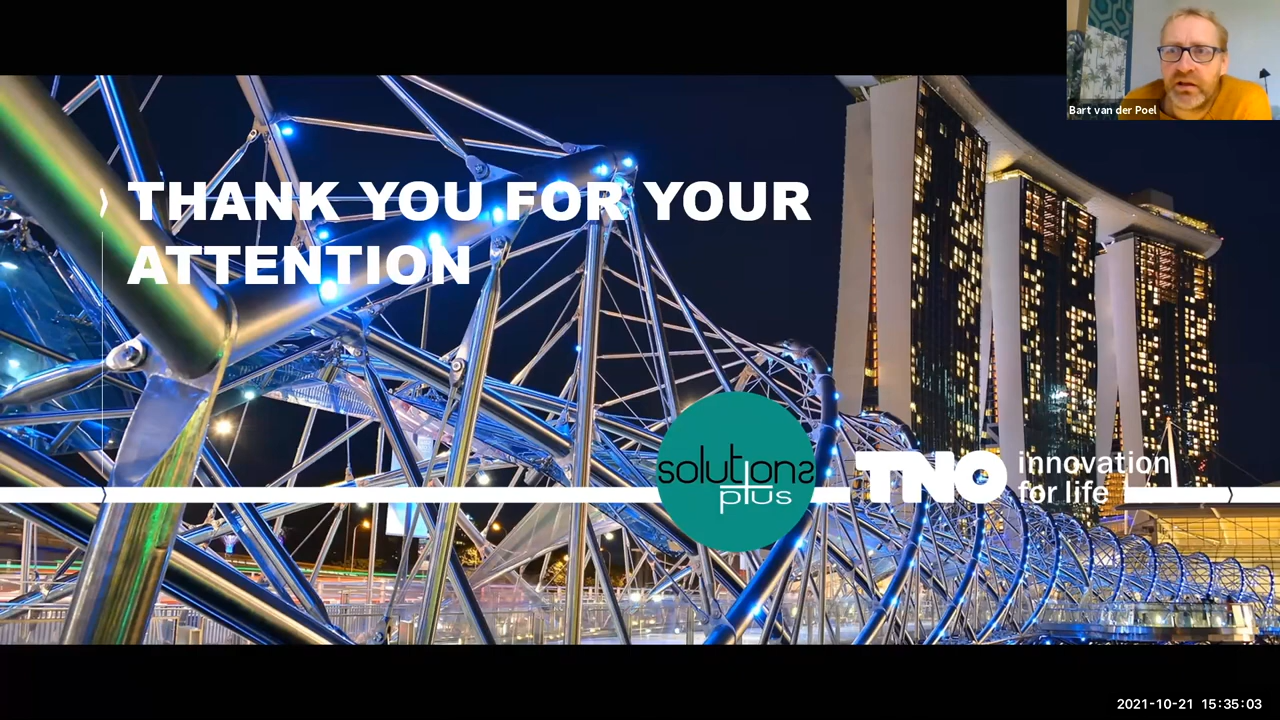 Bart van der Poel
THANK YOU FOR YOUR
ATTENTION
solutions
plus
TNO innovation
for life
2021-10-21 15:35:03